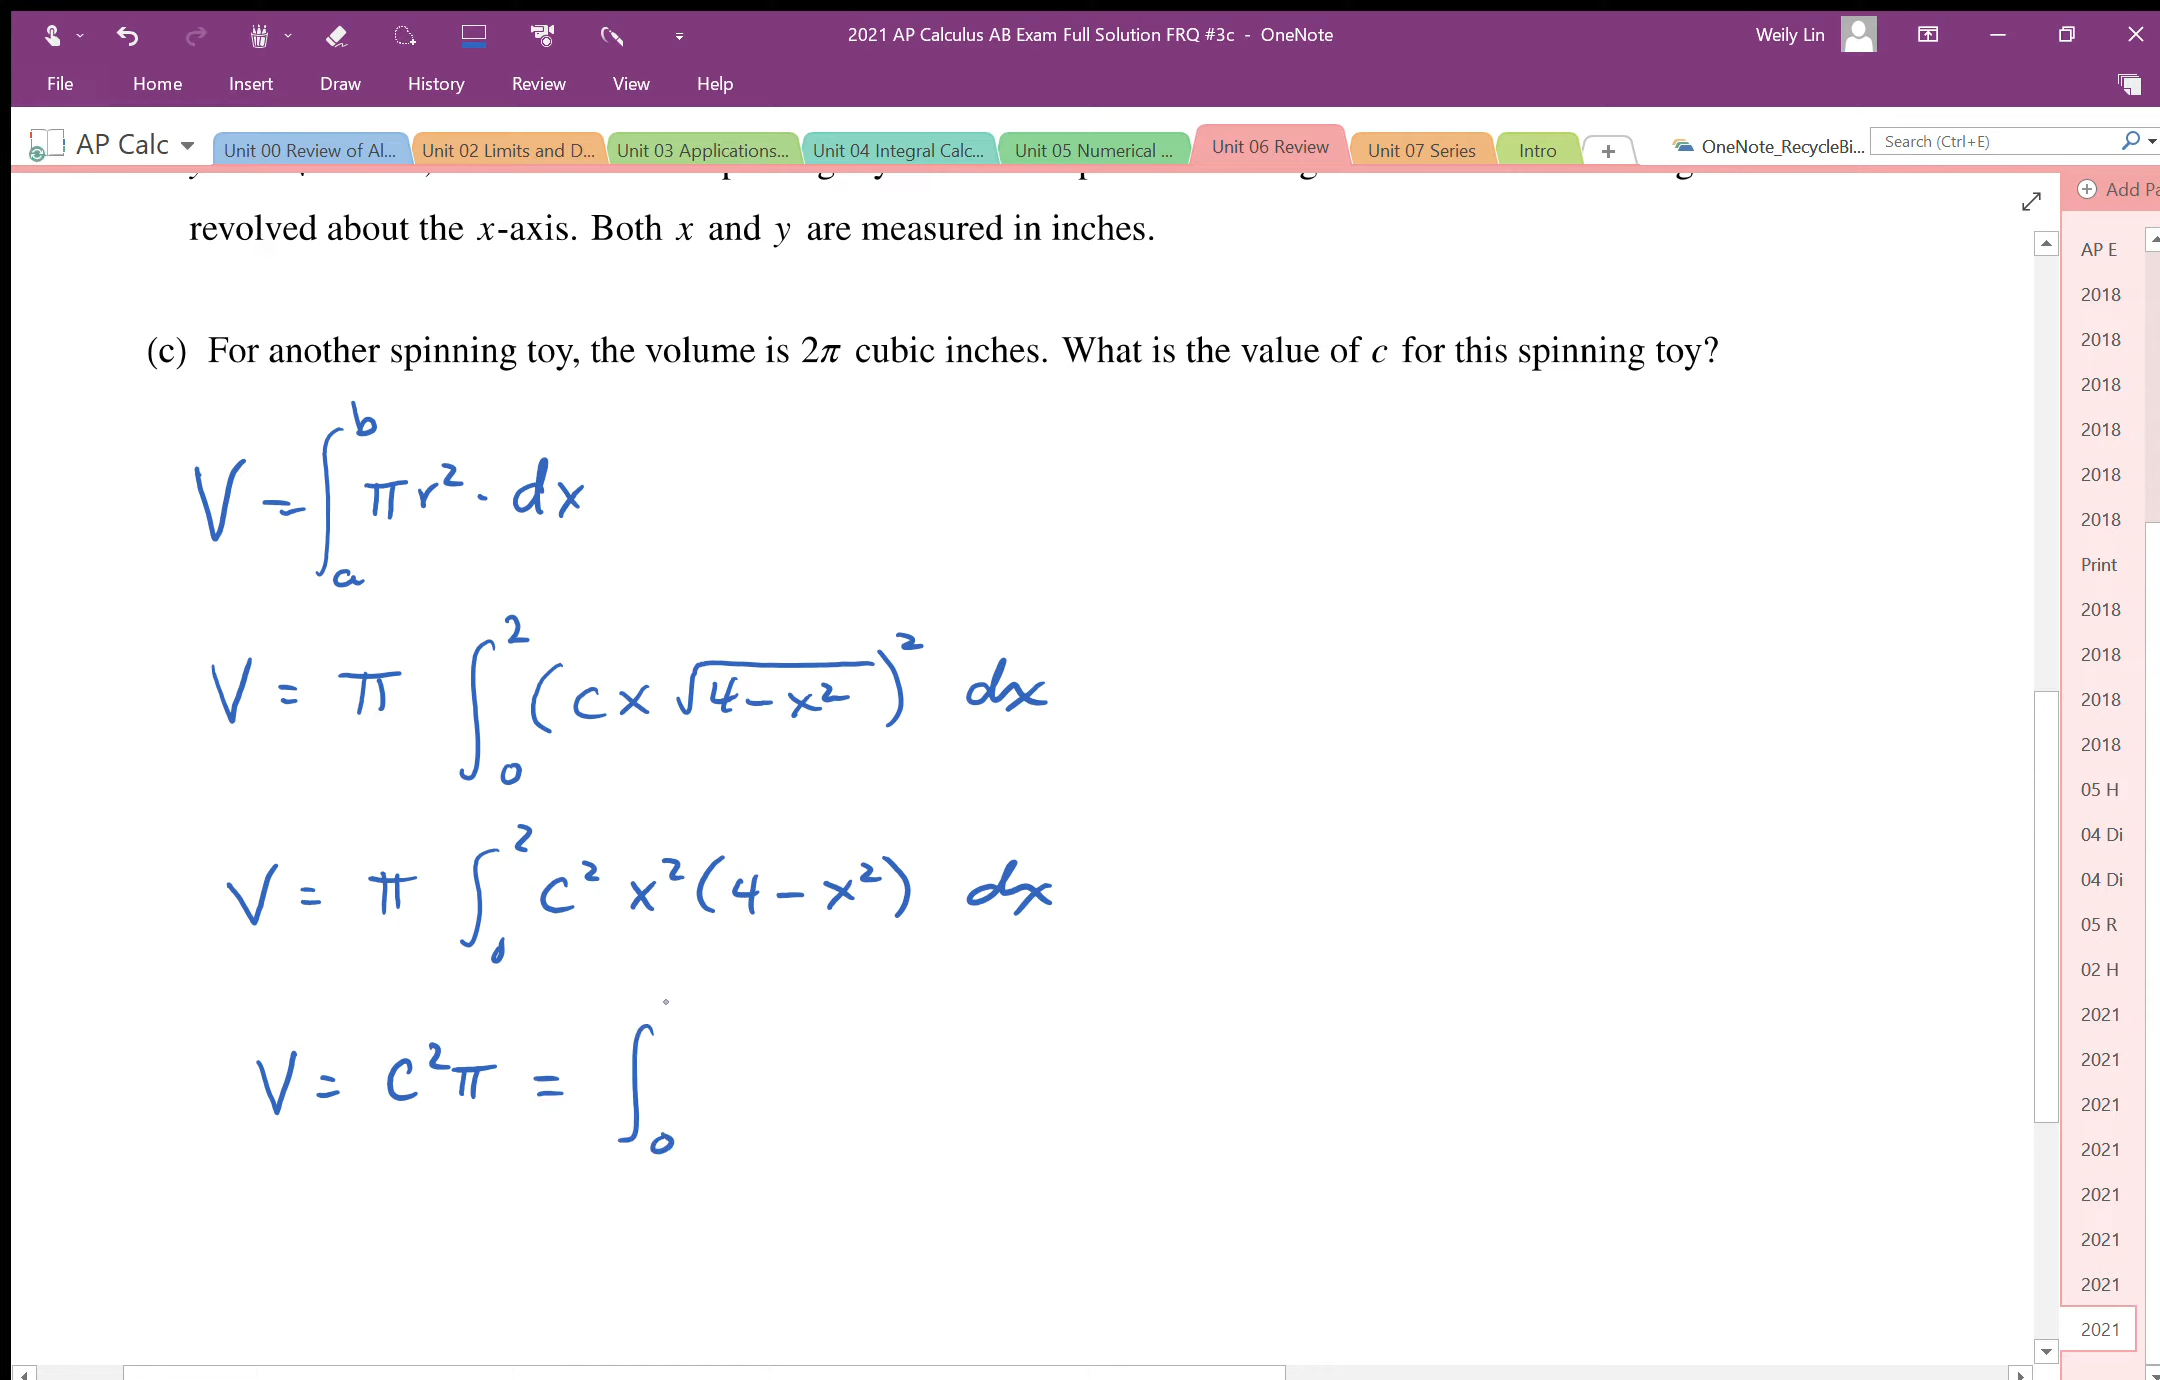 2021 AP Calculus AB Exam Full Solution FRQ #3c - OneNote
Weily Lin
File Home Insert Draw History Review View Help
AP Calc
Unit 00 Review of Al... Unit 02 Limits and D... Unit 03 Applications... Unit 04 Integral Calc... Unit 05 Numerical ... Unit 06 Review Unit 07 Series Intro + OneNote_RecycleBi... Search (Ctrl+E)
revolved about the x-axis. Both x and y are measured in inches.
(c) For another spinning toy, the volume is 2π cubic inches. What is the value of c for this spinning toy?
V = ∫_a^b πr² · dx
V = π ∫_0^2 (cx √(4-x²))² dx
V = π ∫_0^2 c² x² (4-x²) dx
V = c²π = ∫_0
Add Pa
AP E
2018
2018
2018
2018
2018
2018
Print
2018
2018
2018
2018
05 H
04 Di
04 Di
05 R
02 H
2021
2021
2021
2021
2021
2021
2021
2021